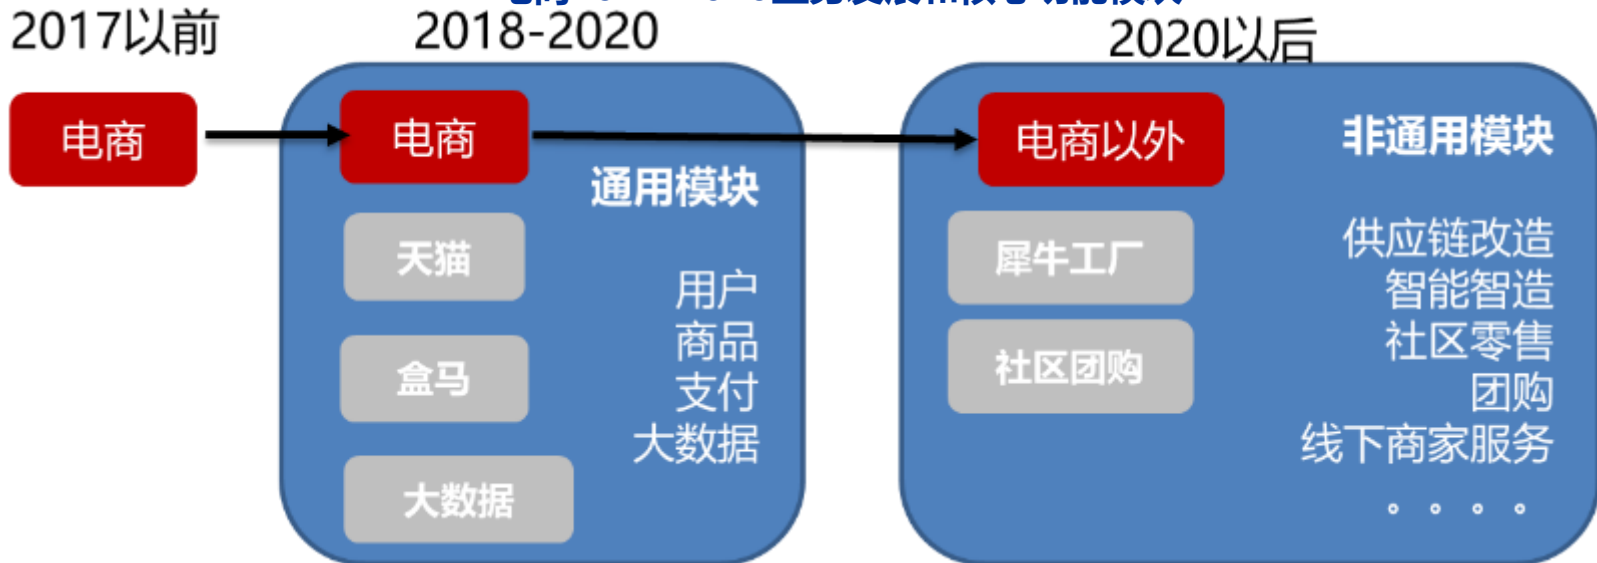 2017以前
2018-2020
2020以后
电商
电商
通用模块
天猫
盒马
大数据
用户
商品
支付
大数据
电商以外
非通用模块
犀牛工厂
社区团购
供应链改造
智能智造
社区零售
团购
线下商家服务
。。。。